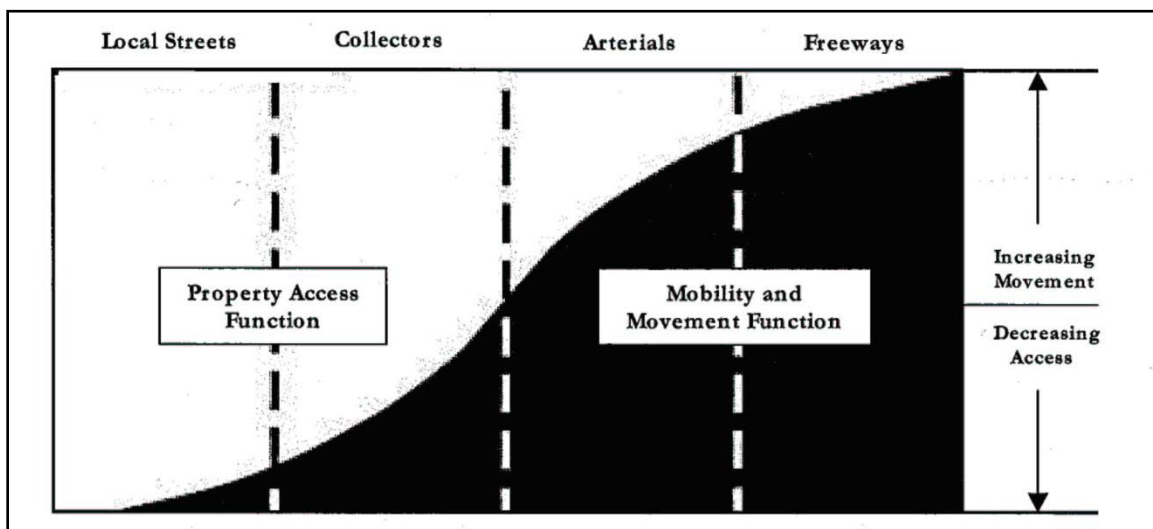 Local Streets
Collectors
Arterials
Freeways
Property Access
Function
Mobility and
Movement Function
Increasing
Movement
Decreasing
Access